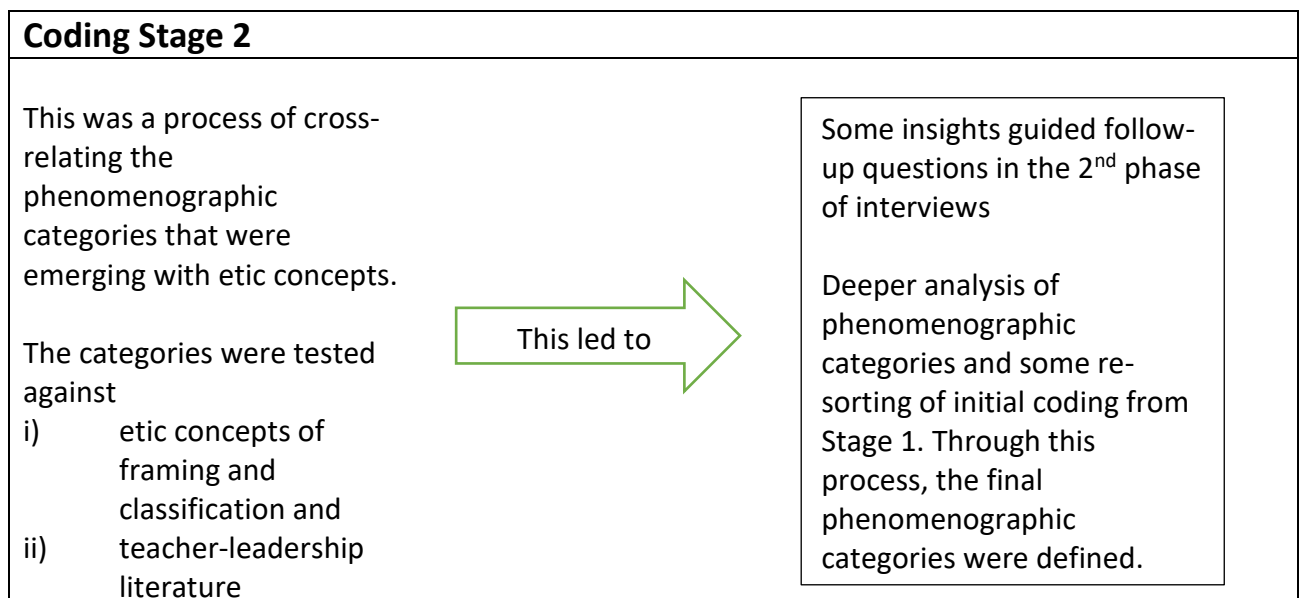 Coding Stage 2
This was a process of cross-
relating the
phenomenographic
categories that were
emerging with etic concepts.
The categories were tested
against
i) etic concepts of
framing and
classification and
ii) teacher-leadership
literature
This led to
Some insights guided follow-
up questions in the 2nd phase
of interviews
Deeper analysis of
phenomenographic
categories and some re-
sorting of initial coding from
Stage 1. Through this
process, the final
phenomenographic
categories were defined.